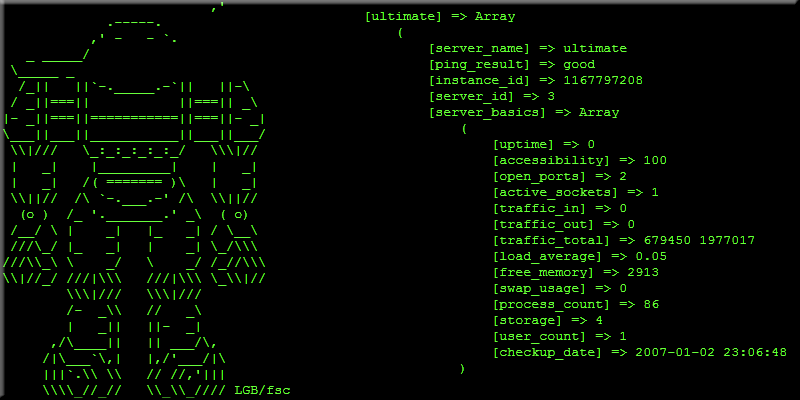 [ultimate] => Array
(
[server_name] => ultimate
[ping_result] => good
[instance_id] => 1167797208
[server_id] => 3
[server_basics] => Array
(
[uptime] => 0
[accessibility] => 100
[open_ports] => 2
[active_sockets] => 1
[traffic_in] => 0
[traffic_out] => 0
[traffic_total] => 679450 1977017
[load_average] => 0.05
[free_memory] => 2913
[swap_usage] => 0
[process_count] => 86
[storage] => 4
[user_count] => 1
[checkup_date] => 2007-01-02 23:06:48
)
LGB/fsc